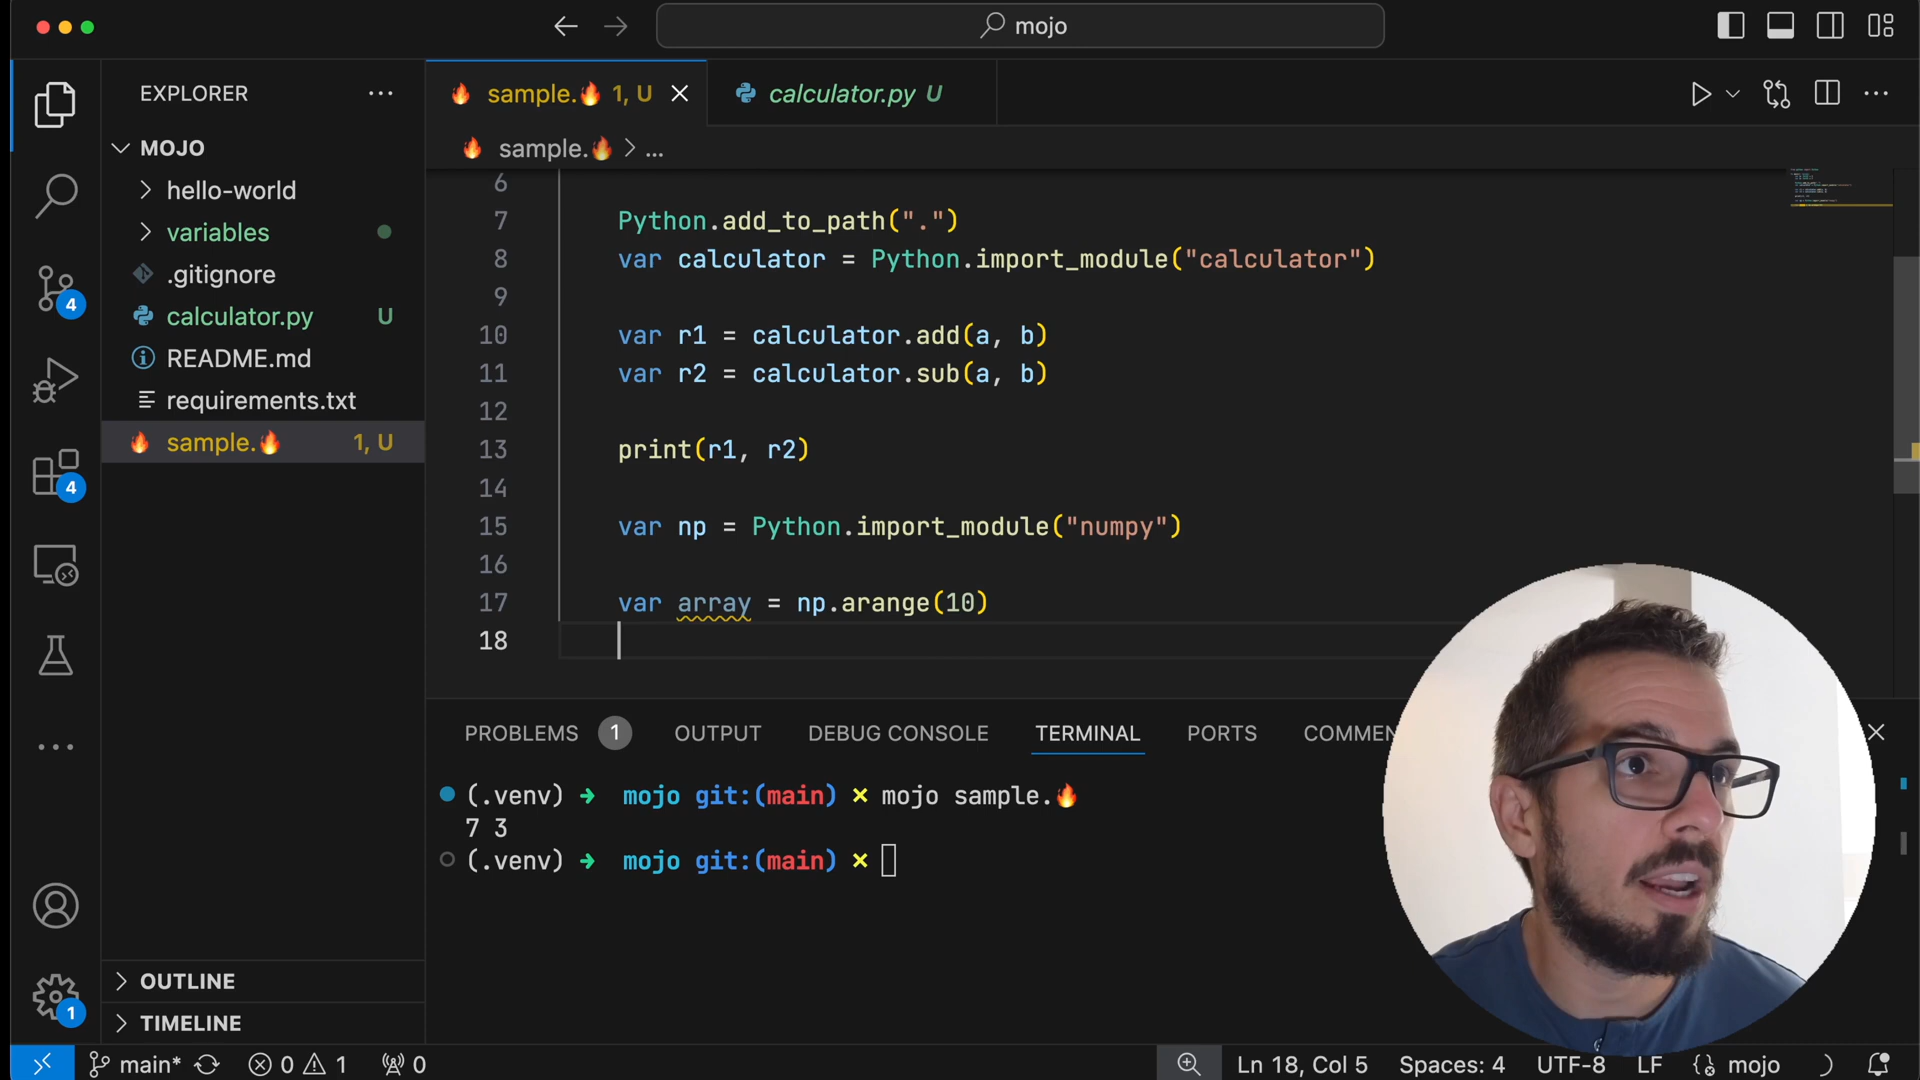 mojo
EXPLORER
MOJO
hello-world
variables
.gitignore
calculator.py U
README.md
requirements.txt
sample.🔥 1, U
OUTLINE
TIMELINE
4
4
1
sample.🔥 1, U
calculator.py U
sample.🔥 > ...
6
7 Python.add_to_path(".")
8 var calculator = Python.import_module("calculator")
9
10 var r1 = calculator.add(a, b)
11 var r2 = calculator.sub(a, b)
12
13 print(r1, r2)
14
15 var np = Python.import_module("numpy")
16
17 var array = np.arange(10)
18
PROBLEMS 1 OUTPUT DEBUG CONSOLE TERMINAL PORTS COMMEN
(.venv) → mojo git:(main) × mojo sample.🔥
7 3
(.venv) → mojo git:(main) ×
main* 0 1 0 Ln 18, Col 5 Spaces: 4 UTF-8 LF mojo